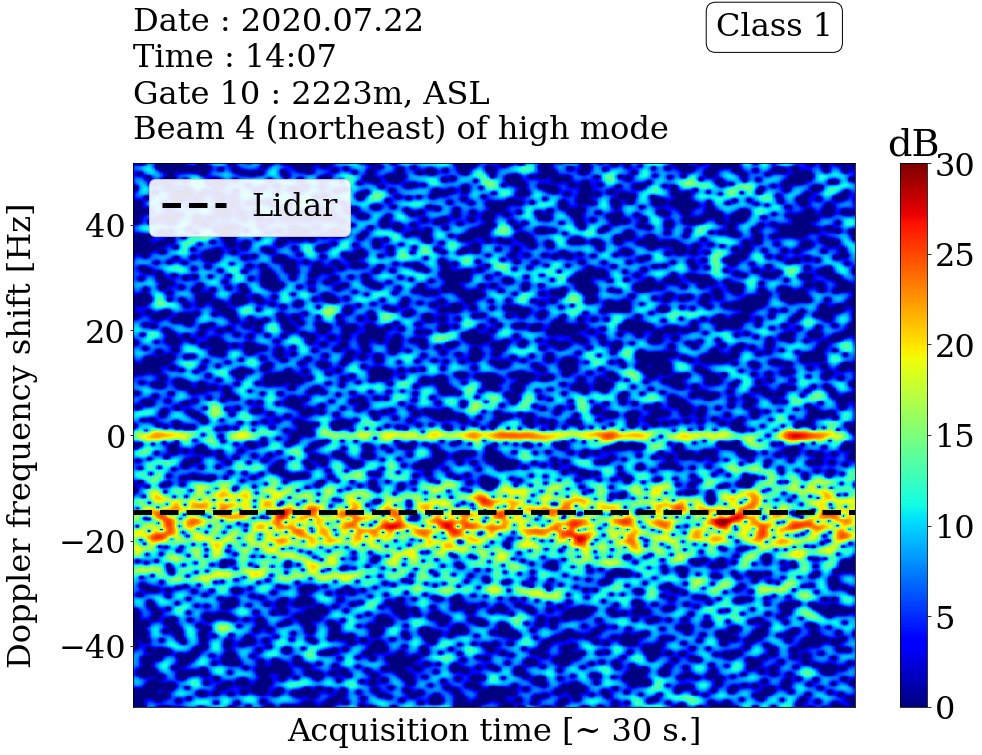 Date : 2020.07.22
Time : 14:07
Gate 10 : 2223m, ASL
Beam 4 (northeast) of high mode
Class 1
dB
Lidar
Doppler frequency shift [Hz]
40
20
0
−20
−40
30
25
20
15
10
5
0
Acquisition time [~ 30 s.]